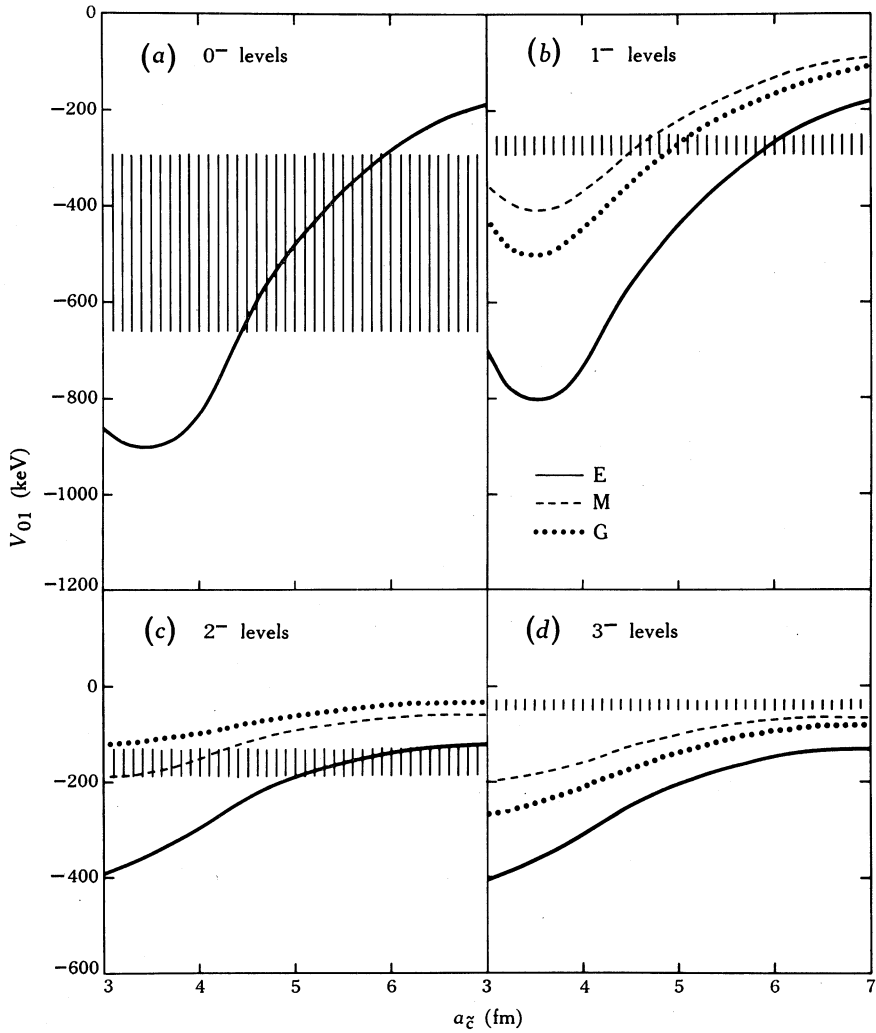 (a) 0⁻ levels
(b) 1⁻ levels
0
−200
−400
−600
−800
−1000
−1200
V₀₁ (keV)
E
M
G
(c) 2⁻ levels
(d) 3⁻ levels
0
−200
−400
−600
3 4 5 6 3 4 5 6 7
a_c̃ (fm)